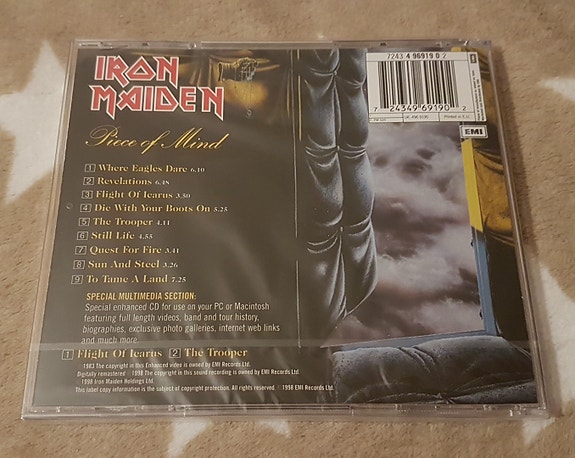 IRON
MAIDEN
Piece of Mind
7243 4 96919 0 2
7 24349 69190 2
UK: 496 9190
Printed in E.U.
EMI
1 Where Eagles Dare 6.10
2 Revelations 6.48
3 Flight Of Icarus 3.50
4 Die With Your Boots On 5.25
5 The Trooper 4.11
6 Still Life 4.55
7 Quest For Fire 3.41
8 Sun And Steel 3.26
9 To Tame A Land 7.25
SPECIAL MULTIMEDIA SECTION:
Special enhanced CD for use on your PC or Macintosh
featuring full length videos, band and tour history,
biographies, exclusive photo galleries, internet web links
and much more.
1 Flight Of Icarus 2 The Trooper
1983 The copyright in this Enhanced video is owned by EMI Records Ltd.
Digitally remastered 1998 The copyright in this sound recording is owned by EMI Records Ltd.
1998 Iron Maiden Holdings Ltd.
This label copy information is the subject of copyright protection. All rights reserved. 1998 EMI Records Ltd.